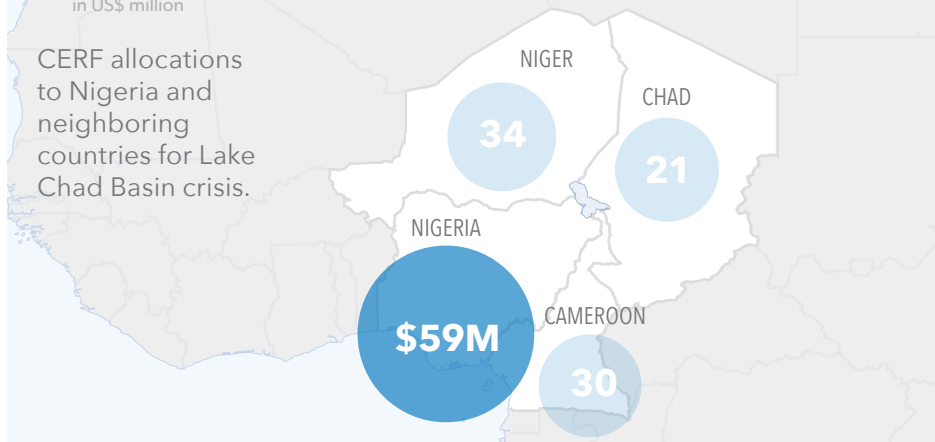 in US$ million
CERF allocations
to Nigeria and
neighboring
countries for Lake
Chad Basin crisis.
NIGER
34
CHAD
21
NIGERIA
$59M
CAMEROON
30